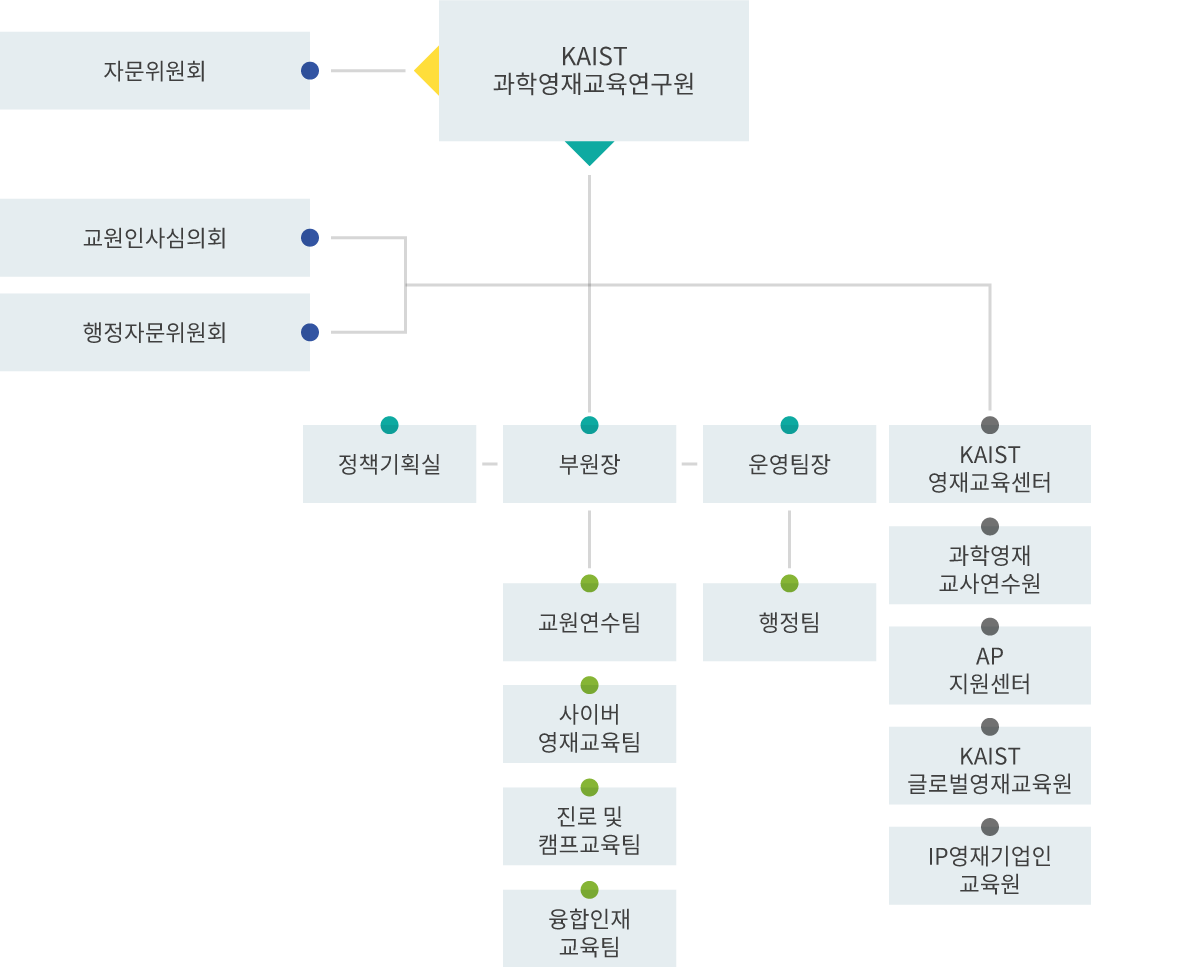 KAIST
과학영재교육연구원
자문위원회
교원인사심의회
행정자문위원회
정책기획실
부원장
운영팀장
KAIST
영재교육센터
교원연수팀
사이버
영재교육팀
진로 및
캠프교육팀
융합인재
교육팀
행정팀
과학영재
교사연수원
AP
지원센터
KAIST
글로벌영재교육원
IP영재기업인
교육원